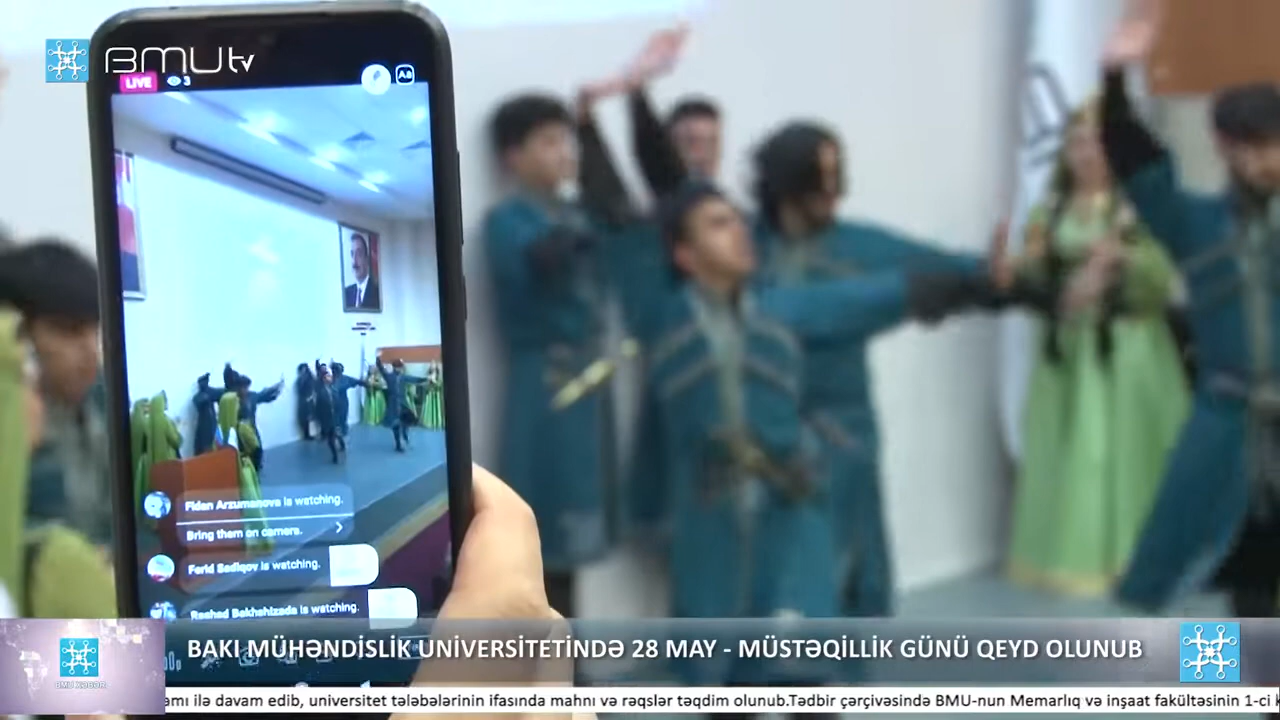 BMUtv
LIVE 3
Aa
Fidan Arzumanova is watching.
Bring them on camera.
Farid Sadiqov is watching.
Rashad Bakhshizada is watching.
BAKI MÜHƏNDİSLİK UNİVERSİTETİNDƏ 28 MAY - MÜSTƏQİLLİK GÜNÜ QEYD OLUNUB
BMU XƏBƏR
amı ilə davam edib, universitet tələbələrinin ifasında mahnı və rəqslər təqdim olunub.Tədbir çərçivəsində BMU-nun Memarlıq və inşaat fakültəsinin 1-ci k